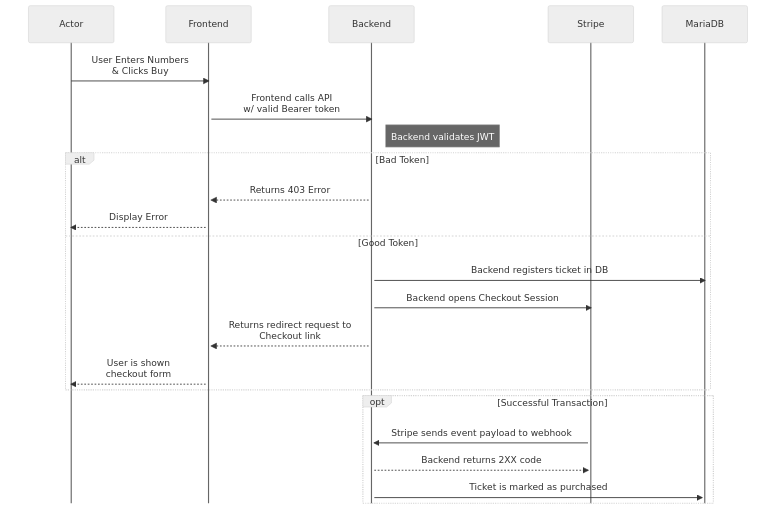 Actor
Frontend
Backend
Stripe
MariaDB
User Enters Numbers
& Clicks Buy
Frontend calls API
w/ valid Bearer token
Backend validates JWT
alt
[Bad Token]
Returns 403 Error
Display Error
[Good Token]
Backend registers ticket in DB
Backend opens Checkout Session
Returns redirect request to
Checkout link
User is shown
checkout form
opt
[Successful Transaction]
Stripe sends event payload to webhook
Backend returns 2XX code
Ticket is marked as purchased